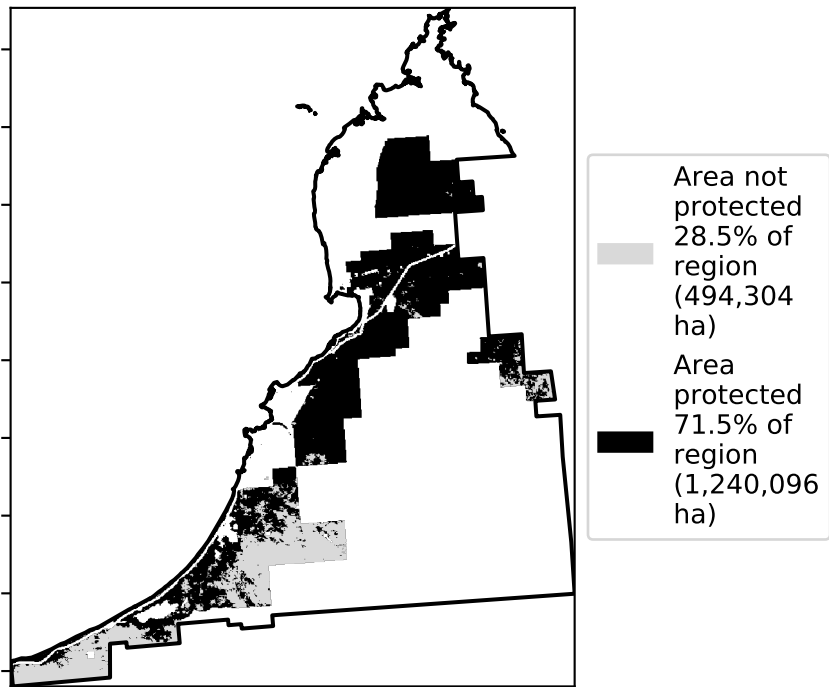 Area not
protected
28.5% of
region
(494,304
ha)
Area
protected
71.5% of
region
(1,240,096
ha)